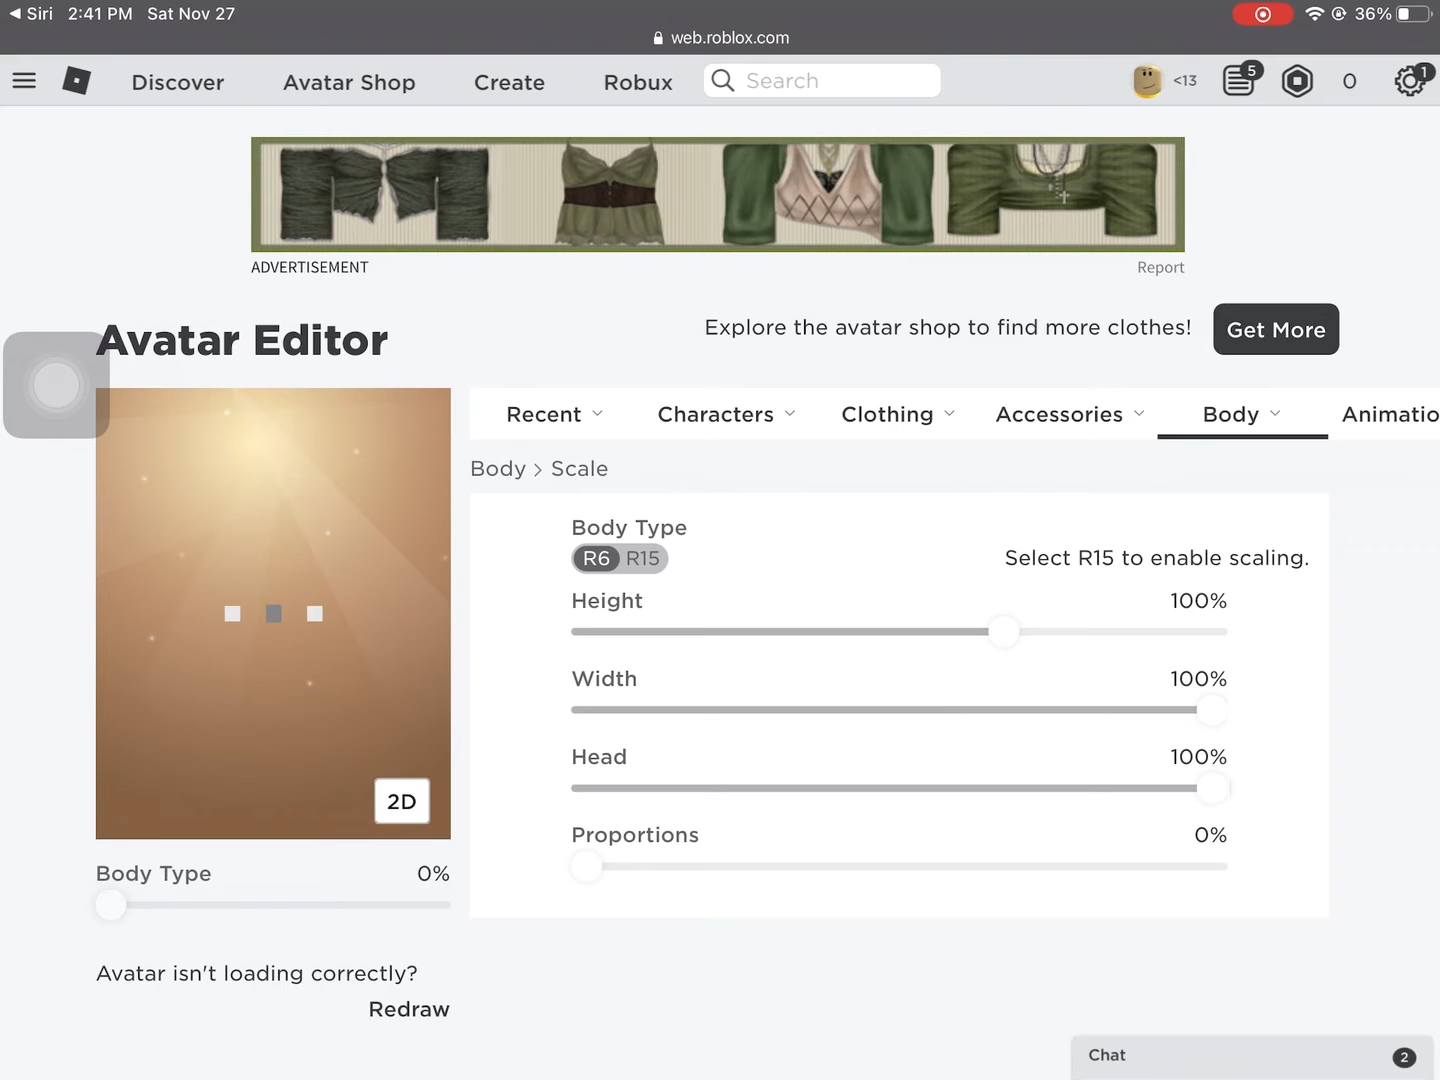 Siri 2:41 PM Sat Nov 27
36%
web.roblox.com
Discover
Avatar Shop
Create
Robux
Search
<13
5
0
1
ADVERTISEMENT
Report
Avatar Editor
Explore the avatar shop to find more clothes!
Get More
Recent
Characters
Clothing
Accessories
Body
Animatio
Body > Scale
Body Type
R6 R15
Select R15 to enable scaling.
Height 100%
Width 100%
Head 100%
Proportions 0%
2D
Body Type 0%
Avatar isn't loading correctly?
Redraw
Chat 2